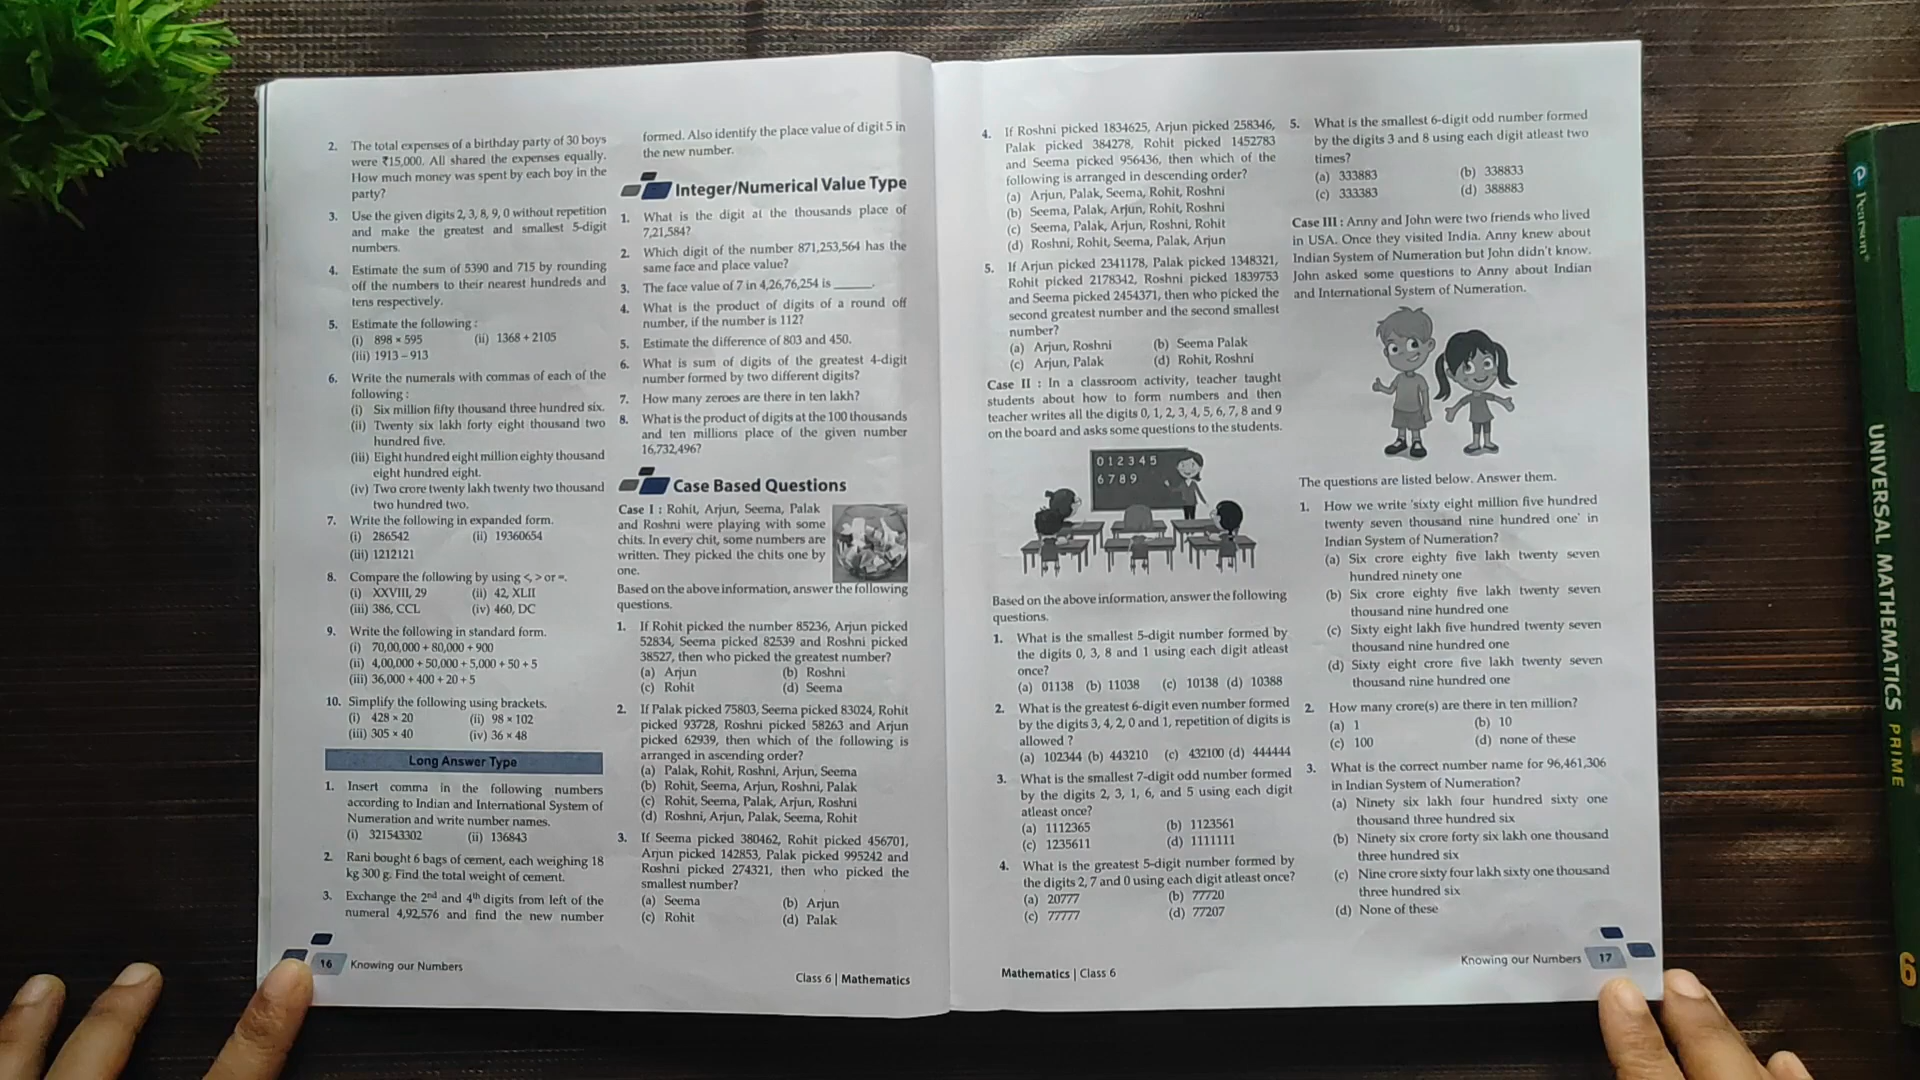 2. The total expenses of a birthday party of 30 boys
were ₹15,000. All shared the expenses equally.
How much money was spent by each boy in the
party?
3. Use the given digits 2, 3, 8, 9, 0 without repetition
and make the greatest and smallest 5-digit
numbers.
4. Estimate the sum of 5390 and 715 by rounding
off the numbers to their nearest hundreds and
tens respectively.
5. Estimate the following :
(i) 898 × 595 (ii) 1368 + 2105
(iii) 1913 – 913
6. Write the numerals with commas of each of the
following :
(i) Six million fifty thousand three hundred six.
(ii) Twenty six lakh forty eight thousand two
hundred five.
(iii) Eight hundred eight million eighty thousand
eight hundred eight.
(iv) Two crore twenty lakh twenty two thousand
two hundred two.
7. Write the following in expanded form.
(i) 286542 (ii) 19360654
(iii) 1212121
8. Compare the following by using <, > or =.
(i) XXVIII, 29 (ii) 42, XLII
(iii) 386, CCL (iv) 460, DC
9. Write the following in standard form.
(i) 70,00,000 + 80,000 + 900
(ii) 4,00,000 + 50,000 + 5,000 + 50 + 5
(iii) 36,000 + 400 + 20 + 5
10. Simplify the following using brackets.
(i) 428 × 20 (ii) 98 × 102
(iii) 305 × 40 (iv) 36 × 48
Long Answer Type
1. Insert comma in the following numbers
according to Indian and International System of
Numeration and write number names.
(i) 321543302 (ii) 136843
2. Rani bought 6 bags of cement, each weighing 18
kg 300 g. Find the total weight of cement.
3. Exchange the 2nd and 4th digits from left of the
numeral 4,92,576 and find the new number
formed. Also identify the place value of digit 5 in
the new number.
Integer/Numerical Value Type
1. What is the digit at the thousands place of
7,21,584?
2. Which digit of the number 871,253,564 has the
same face and place value?
3. The face value of 7 in 4,26,76,254 is ______.
4. What is the product of digits of a round off
number, if the number is 112?
5. Estimate the difference of 803 and 450.
6. What is sum of digits of the greatest 4-digit
number formed by two different digits?
7. How many zeroes are there in ten lakh?
8. What is the product of digits at the 100 thousands
and ten millions place of the given number
16,732,496?
Case Based Questions
Case I : Rohit, Arjun, Seema, Palak
and Roshni were playing with some
chits. In every chit, some numbers are
written. They picked the chits one by
one.
Based on the above information, answer the following
questions.
1. If Rohit picked the number 85236, Arjun picked
52834, Seema picked 82539 and Roshni picked
38527, then who picked the greatest number?
(a) Arjun (b) Roshni
(c) Rohit (d) Seema
2. If Palak picked 75803, Seema picked 83024, Rohit
picked 93728, Roshni picked 58263 and Arjun
picked 62939, then which of the following is
arranged in ascending order?
(a) Palak, Rohit, Roshni, Arjun, Seema
(b) Rohit, Seema, Arjun, Roshni, Palak
(c) Rohit, Seema, Palak, Arjun, Roshni
(d) Roshni, Arjun, Palak, Seema, Rohit
3. If Seema picked 380462, Rohit picked 456701,
Arjun picked 142853, Palak picked 995242 and
Roshni picked 274321, then who picked the
smallest number?
(a) Seema (b) Arjun
(c) Rohit (d) Palak
16 Knowing our Numbers
Class 6 | Mathematics
4. If Roshni picked 1834625, Arjun picked 258346,
Palak picked 384278, Rohit picked 1452783
and Seema picked 956436, then which of the
following is arranged in descending order?
(a) Arjun, Palak, Seema, Rohit, Roshni
(b) Seema, Palak, Arjun, Rohit, Roshni
(c) Seema, Palak, Arjun, Roshni, Rohit
(d) Roshni, Rohit, Seema, Palak, Arjun
5. If Arjun picked 2341178, Palak picked 1348321,
Rohit picked 2178342, Roshni picked 1839753
and Seema picked 2454371, then who picked the
second greatest number and the second smallest
number?
(a) Arjun, Roshni (b) Seema Palak
(c) Arjun, Palak (d) Rohit, Roshni
Case II : In a classroom activity, teacher taught
students about how to form numbers and then
teacher writes all the digits 0, 1, 2, 3, 4, 5, 6, 7, 8 and 9
on the board and asks some questions to the students.
0 1 2 3 4 5
6 7 8 9
Based on the above information, answer the following
questions.
1. What is the smallest 5-digit number formed by
the digits 0, 3, 8 and 1 using each digit atleast
once?
(a) 01138 (b) 11038 (c) 10138 (d) 10388
2. What is the greatest 6-digit even number formed
by the digits 3, 4, 2, 0 and 1, repetition of digits is
allowed ?
(a) 102344 (b) 443210 (c) 432100 (d) 444444
3. What is the smallest 7-digit odd number formed
by the digits 2, 3, 1, 6, and 5 using each digit
atleast once?
(a) 1112365 (b) 1123561
(c) 1235611 (d) 1111111
4. What is the greatest 5-digit number formed by
the digits 2, 7 and 0 using each digit atleast once?
(a) 20777 (b) 77720
(c) 77777 (d) 77207
5. What is the smallest 6-digit odd number formed
by the digits 3 and 8 using each digit atleast two
times?
(a) 333883 (b) 338833
(c) 333383 (d) 388883
Case III : Anny and John were two friends who lived
in USA. Once they visited India. Anny knew about
Indian System of Numeration but John didn't know.
John asked some questions to Anny about Indian
and International System of Numeration.
The questions are listed below. Answer them.
1. How we write 'sixty eight million five hundred
twenty seven thousand nine hundred one' in
Indian System of Numeration?
(a) Six crore eighty five lakh twenty seven
hundred ninety one
(b) Six crore eighty five lakh twenty seven
thousand nine hundred one
(c) Sixty eight lakh five hundred twenty seven
thousand nine hundred one
(d) Sixty eight crore five lakh twenty seven
thousand nine hundred one
2. How many crore(s) are there in ten million?
(a) 1 (b) 10
(c) 100 (d) none of these
3. What is the correct number name for 96,461,306
in Indian System of Numeration?
(a) Ninety six lakh four hundred sixty one
thousand three hundred six
(b) Ninety six crore forty six lakh one thousand
three hundred six
(c) Nine crore sixty four lakh sixty one thousand
three hundred six
(d) None of these
Mathematics | Class 6
Knowing our Numbers 17
Pearson
UNIVERSAL MATHEMATICS PRIME
6